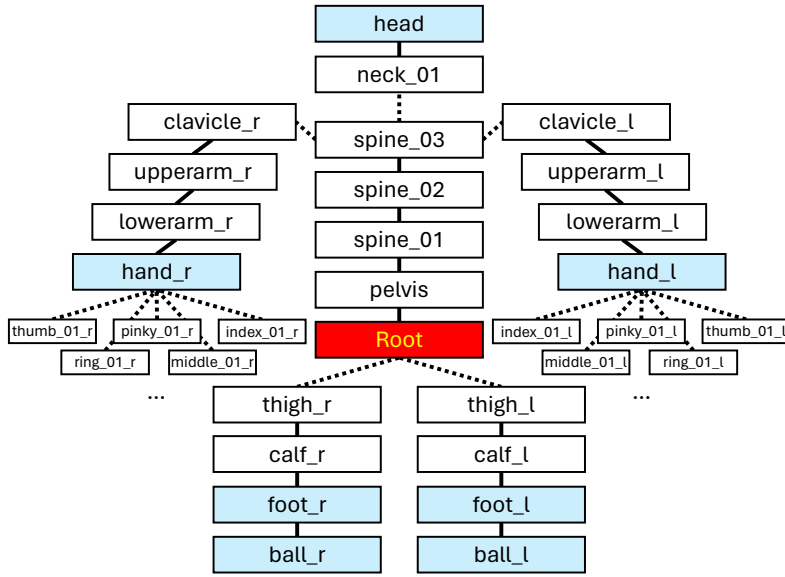 head
neck_01
clavicle_r
spine_03
clavicle_l
upperarm_r
spine_02
upperarm_l
lowerarm_r
spine_01
lowerarm_l
hand_r
pelvis
hand_l
thumb_01_r
pinky_01_r
index_01_r
Root
index_01_l
pinky_01_l
thumb_01_l
ring_01_r
middle_01_r
middle_01_l
ring_01_l
...
thigh_r
thigh_l
...
calf_r
calf_l
foot_r
foot_l
ball_r
ball_l